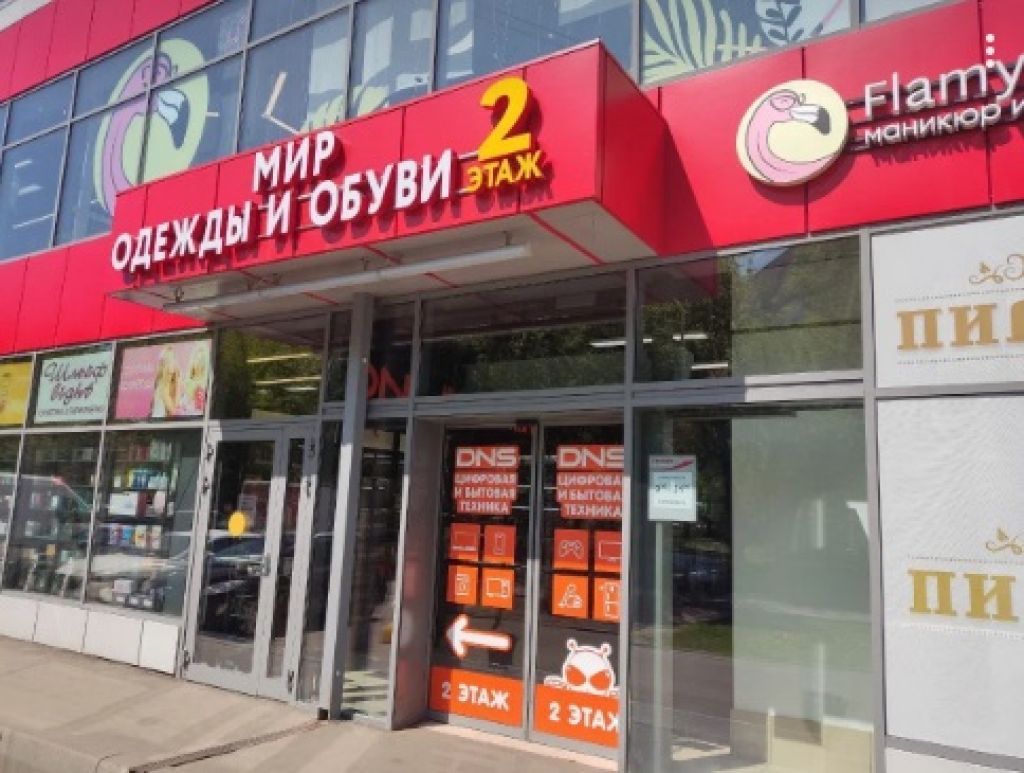 МИР
ОДЕЖДЫ И ОБУВИ
2
ЭТАЖ
Flamy
маникюр и
Шлейф
ПИ
ПИ
DNS
ЦИФРОВАЯ
И БЫТОВАЯ
ТЕХНИКА
2 ЭТАЖ
DNS
ЦИФРОВАЯ
И БЫТОВАЯ
ТЕХНИКА
2 ЭТАЖ